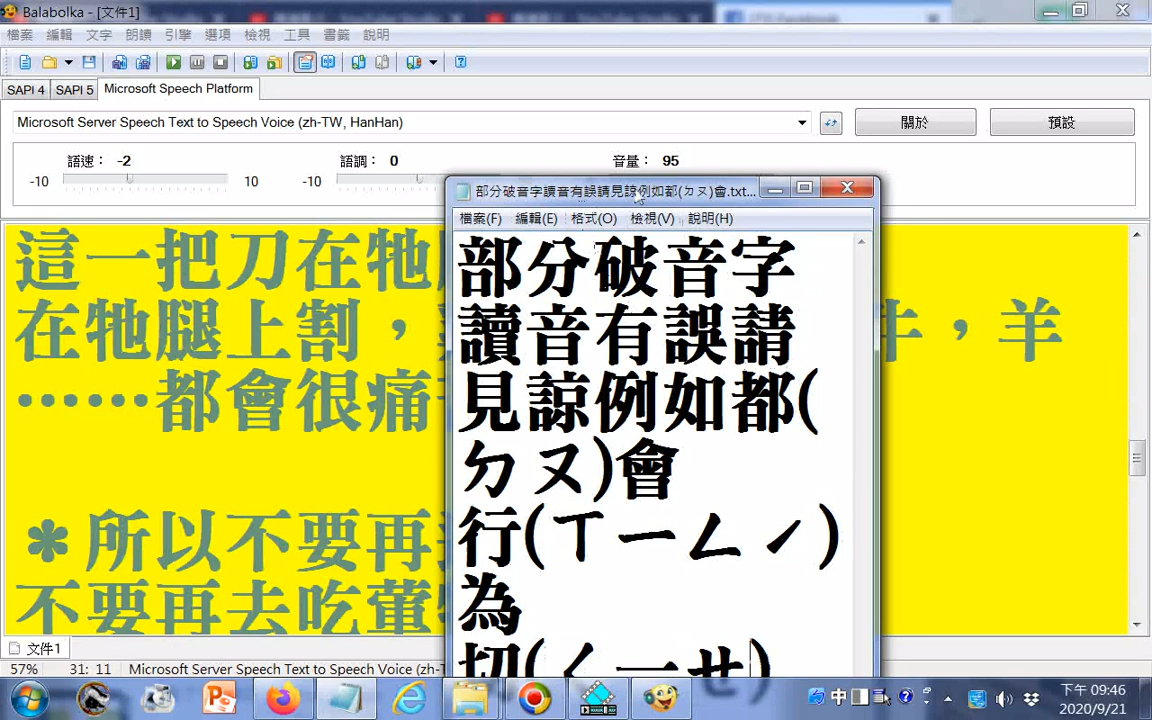 Balabolka - [文件1]
檔案 編輯 文字 朗讀 引擎 選項 檢視 工具 書籤 說明
SAPI 4 SAPI 5 Microsoft Speech Platform
Microsoft Server Speech Text to Speech Voice (zh-TW, HanHan) 關於 預設
語速： -2 語調： 0 音量： 95
-10 10 -10
部分破音字讀音有誤請見諒例如都(ㄉㄡ)會.txt...
檔案(F) 編輯(E) 格式(O) 檢視(V) 說明(H)
這一把刀在牠
在牠腿上割， 牛，羊
……都會很痛
＊所以不要再
不要再去吃葷
部分破音字
讀音有誤請
見諒例如都(
ㄉㄡ)會
行(ㄒㄧㄥˊ)
為
切(ㄑㄧㄝ)
文件1
57% 31: 11 Microsoft Server Speech Text to Speech Voice (zh-T
中 下午 09:46
2020/9/21